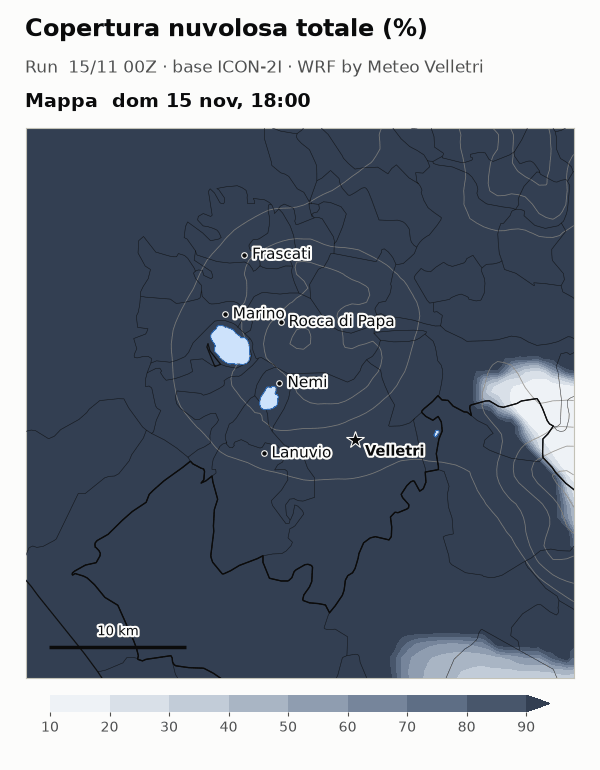 Copertura nuvolosa totale (%)
Run 15/11 00Z · base ICON-2I · WRF by Meteo Velletri
Mappa dom 15 nov, 18:00
Frascati
Marino
Rocca di Papa
Nemi
Velletri
Lanuvio
10 km
10 20 30 40 50 60 70 80 90